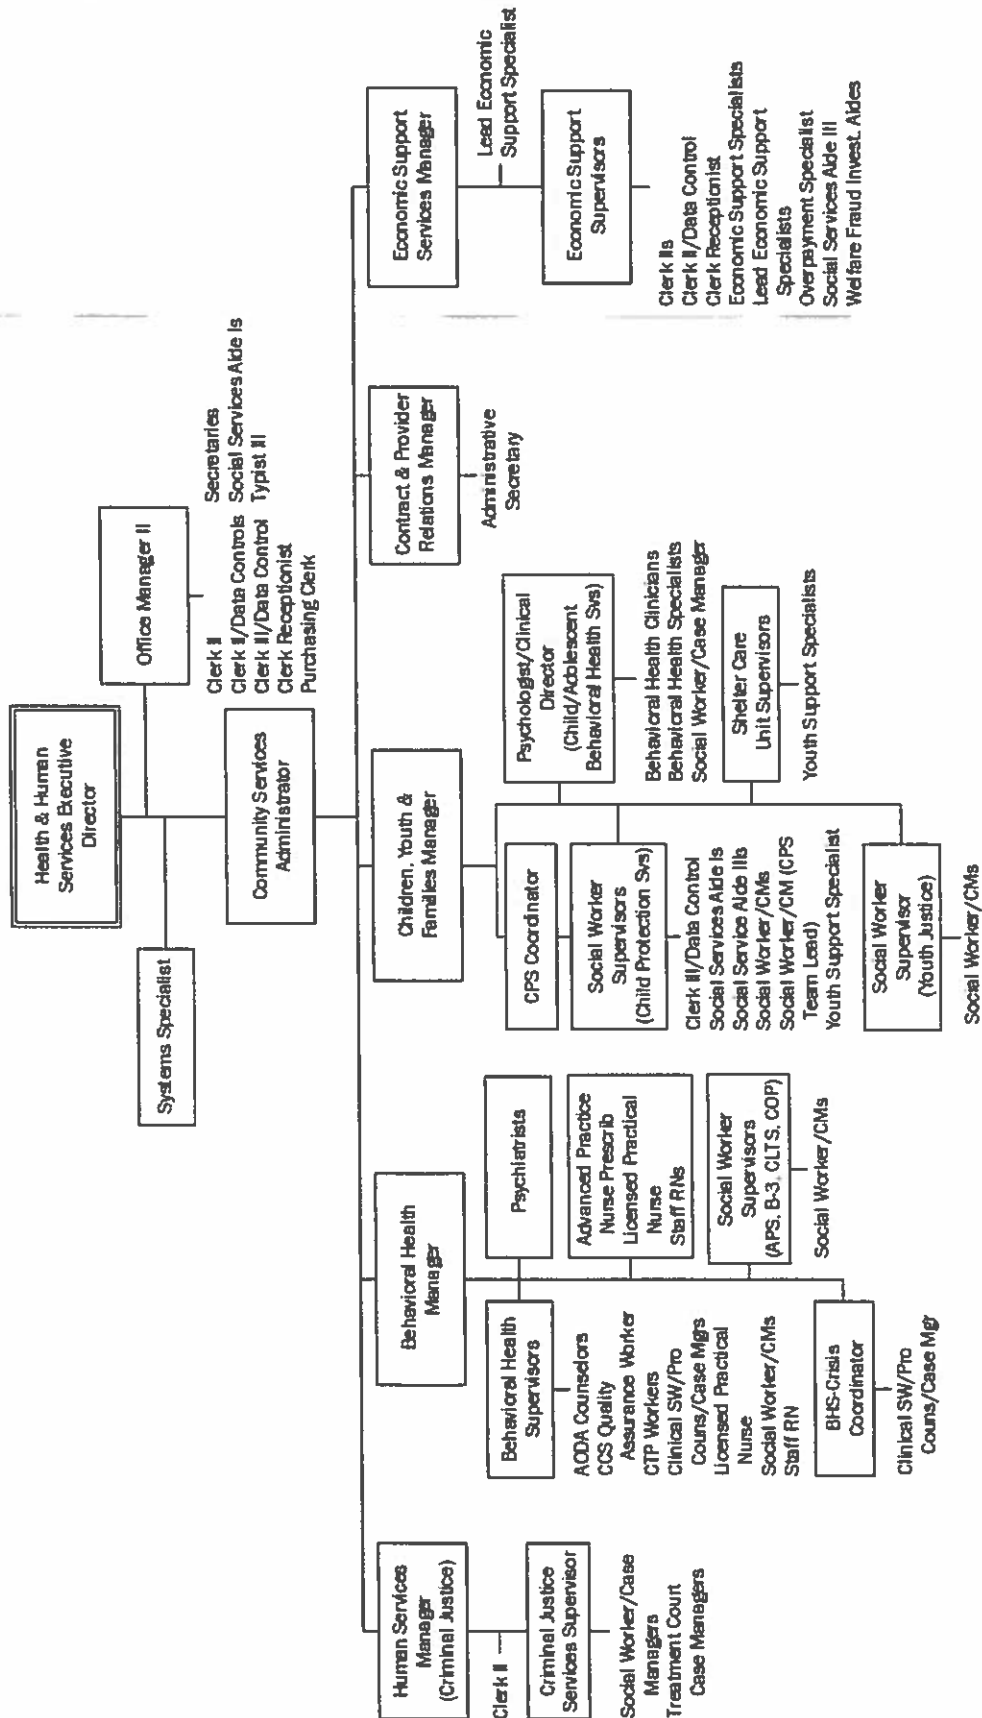 Health & Human
Services Executive
Director
Systems Specialist
Office Manager II
Clerk II
Clerk II/Data Controls
Clerk III/Data Control
Clerk Receptionist
Purchasing Clerk
Secretaries
Social Services Aide Is
Typist III
Community Services
Administrator
Human Services
Manager
(Criminal Justice)
Clerk II
Criminal Justice
Services Supervisor
Social Worker/Case
Managers
Treatment Court
Case Managers
Behavioral Health
Manager
Behavioral Health
Supervisors
AODA Counselors
CCS Quality
Assurance Worker
CTP Workers
Clinical SW/Pro
Couns/Case Mgrs
Licensed Practical
Nurse
Social Worker/CMs
Staff RN
Psychiatrists
Advanced Practice
Nurse Prescrib
Licensed Practical
Nurse
Staff RNs
Social Worker
Supervisors
(APS, B-3, CLTS, COP)
Social Worker/CMs
BHS-Crisis
Coordinator
Clinical SW/Pro
Couns/Case Mgr
Children, Youth &
Families Manager
CPS Coordinator
Social Worker
Supervisors
(Child Protection Svs)
Clerk III/Data Control
Social Services Aide Is
Social Service Aide IIIs
Social Worker/CMs
Social Worker/CM (CPS
Team Lead)
Youth Support Specialist
Psychologist/Clinical
Director
(Child/Adolescent
Behavioral Health Svs)
Behavioral Health Clinicians
Behavioral Health Specialists
Social Worker/Case Manager
Shelter Care
Unit Supervisors
Youth Support Specialists
Social Worker
Supervisor
(Youth Justice)
Social Worker/CMs
Contract & Provider
Relations Manager
Administrative
Secretary
Economic Support
Services Manager
Lead Economic
Support Specialist
Economic Support
Supervisors
Clerk IIs
Clerk II/Data Control
Clerk Receptionist
Economic Support Specialists
Lead Economic Support
Specialists
Overpayment Specialist
Social Services Aide III
Welfare Fraud Invest. Aides